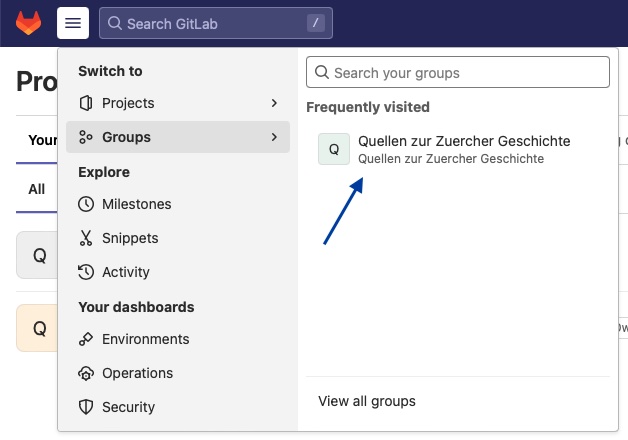 Search GitLab /
Pro
Your
All
Q
Q
Switch to
Projects
Groups
Explore
Milestones
Snippets
Activity
Your dashboards
Environments
Operations
Security
Search your groups
Frequently visited
Q
Quellen zur Zuercher Geschichte
Quellen zur Zuercher Geschichte
View all groups